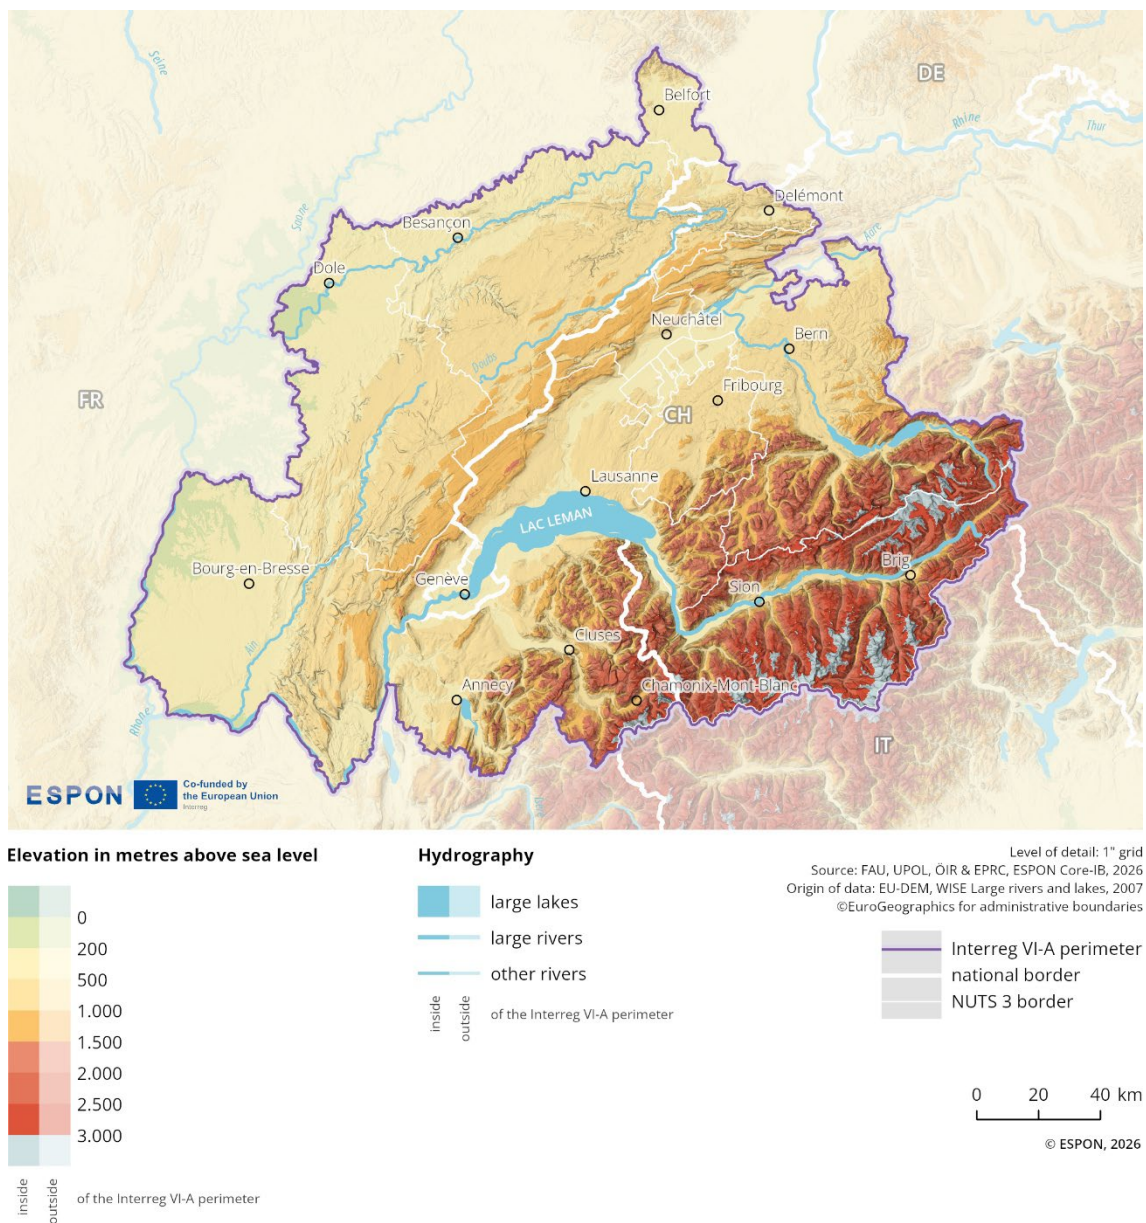 Seine
Belfort
DE
Rhine
Thur
Delémont
Saone
Besançon
Aare
Dole
Neuchâtel
Bern
Doubs
FR
Fribourg
CH
Lausanne
LAC LEMAN
Bourg-en-Bresse
Genève
Brig
Sion
Ain
Cluses
Annecy
Chamonix-Mont-Blanc
Rhone
IT
ESPON
Co-funded by
the European Union
Interreg
Elevation in metres above sea level
0
200
500
1.000
1.500
2.000
2.500
3.000
inside
outside
of the Interreg VI-A perimeter
Hydrography
large lakes
large rivers
other rivers
inside
outside
of the Interreg VI-A perimeter
Level of detail: 1" grid
Source: FAU, UPOL, ÖIR & EPRC, ESPON Core-IB, 2026
Origin of data: EU-DEM, WISE Large rivers and lakes, 2007
©EuroGeographics for administrative boundaries
Interreg VI-A perimeter
national border
NUTS 3 border
0 20 40 km
© ESPON, 2026